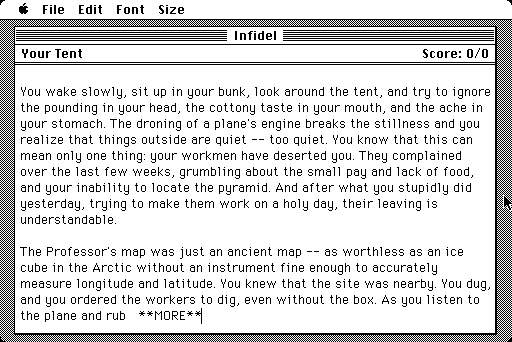 File Edit Font Size
Infidel
Your Tent Score: 0/0
You wake slowly, sit up in your bunk, look around the tent, and try to ignore
the pounding in your head, the cottony taste in your mouth, and the ache in
your stomach. The droning of a plane's engine breaks the stillness and you
realize that things outside are quiet -- too quiet. You know that this can
mean only one thing: your workmen have deserted you. They complained
over the last few weeks, grumbling about the small pay and lack of food,
and your inability to locate the pyramid. And after what you stupidly did
yesterday, trying to make them work on a holy day, their leaving is
understandable.
The Professor's map was just an ancient map -- as worthless as an ice
cube in the Arctic without an instrument fine enough to accurately
measure longitude and latitude. You knew that the site was nearby. You dug,
and you ordered the workers to dig, even without the box. As you listen to
the plane and rub **MORE**